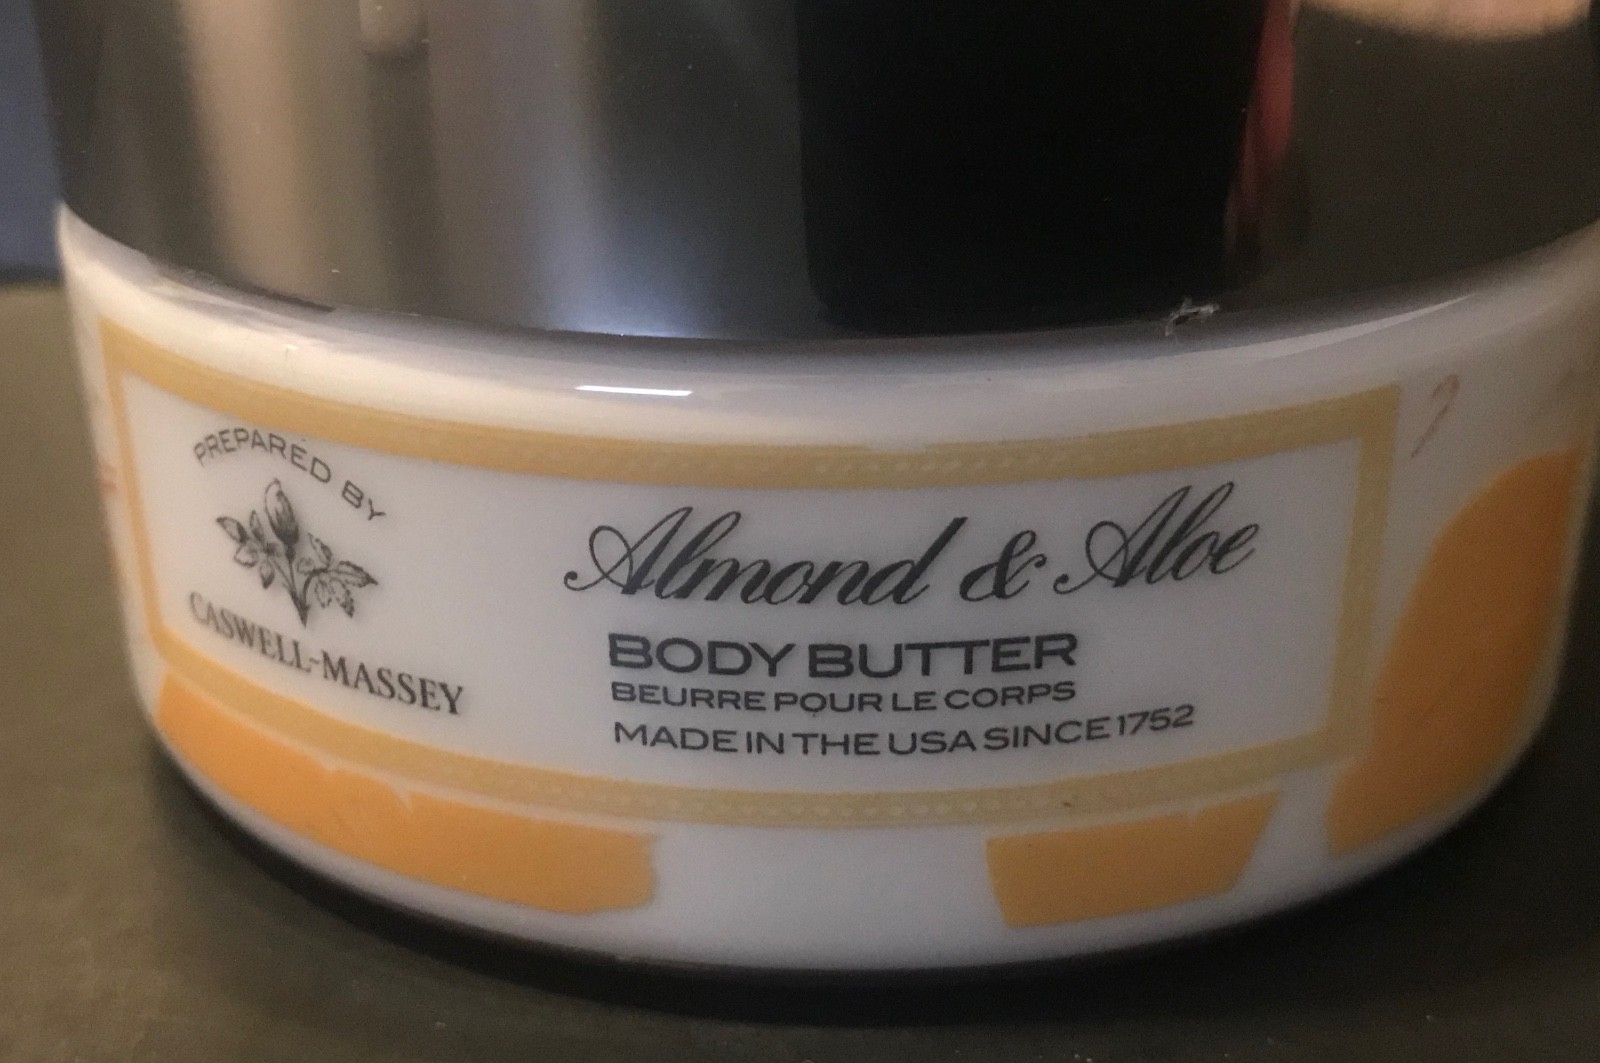 PREPARED BY
CASWELL-MASSEY
Almond & Aloe
BODY BUTTER
BEURRE POUR LE CORPS
MADE IN THE USA SINCE 1752